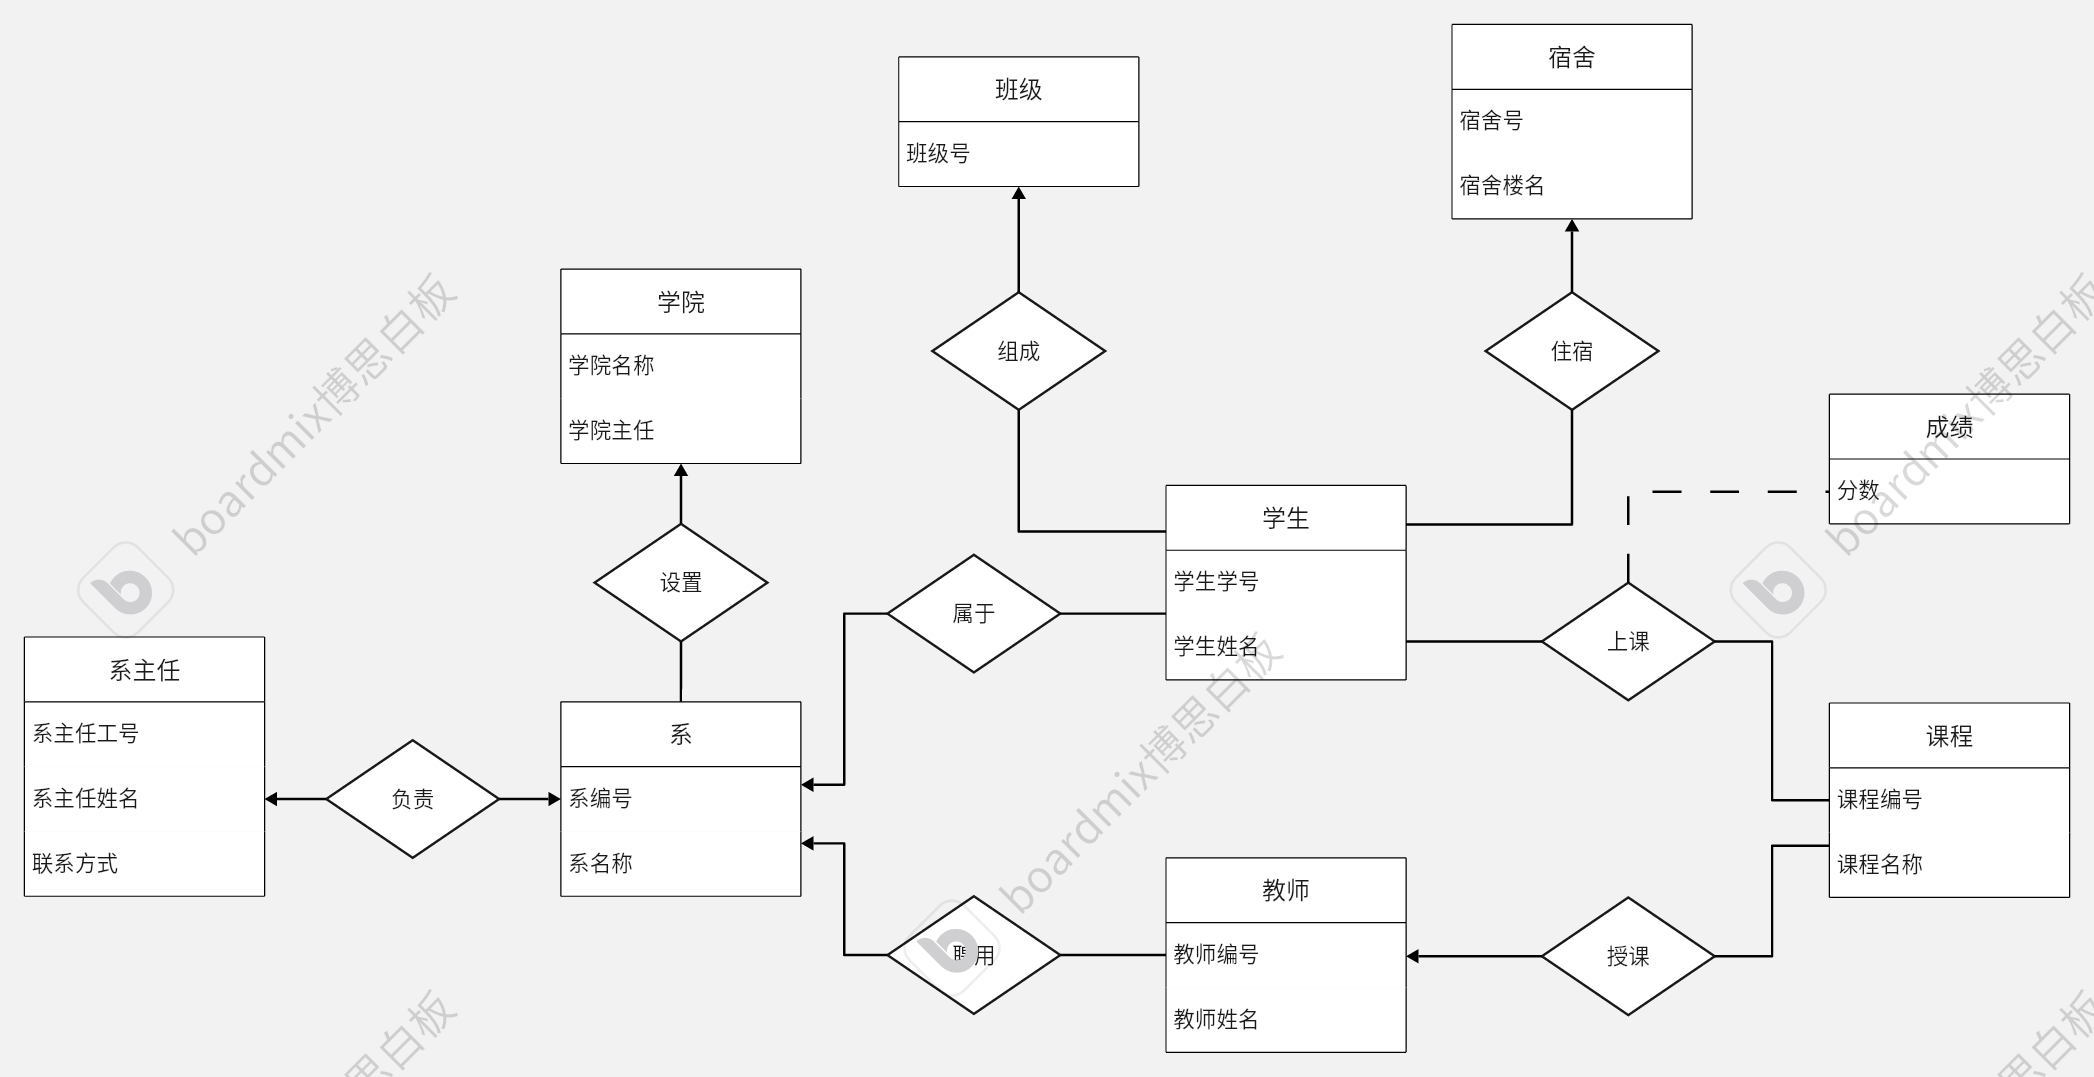 宿舍
宿舍号
宿舍楼名
班级
班级号
学院
学院名称
学院主任
组成
住宿
成绩
分数
学生
学生学号
学生姓名
设置
属于
上课
系主任
系主任工号
系主任姓名
联系方式
负责
系
系编号
系名称
课程
课程编号
课程名称
教师
教师编号
教师姓名
聘用
授课
boardmix博思白板
boardmix博思白板
boardmix博思白板
思白板
思白板